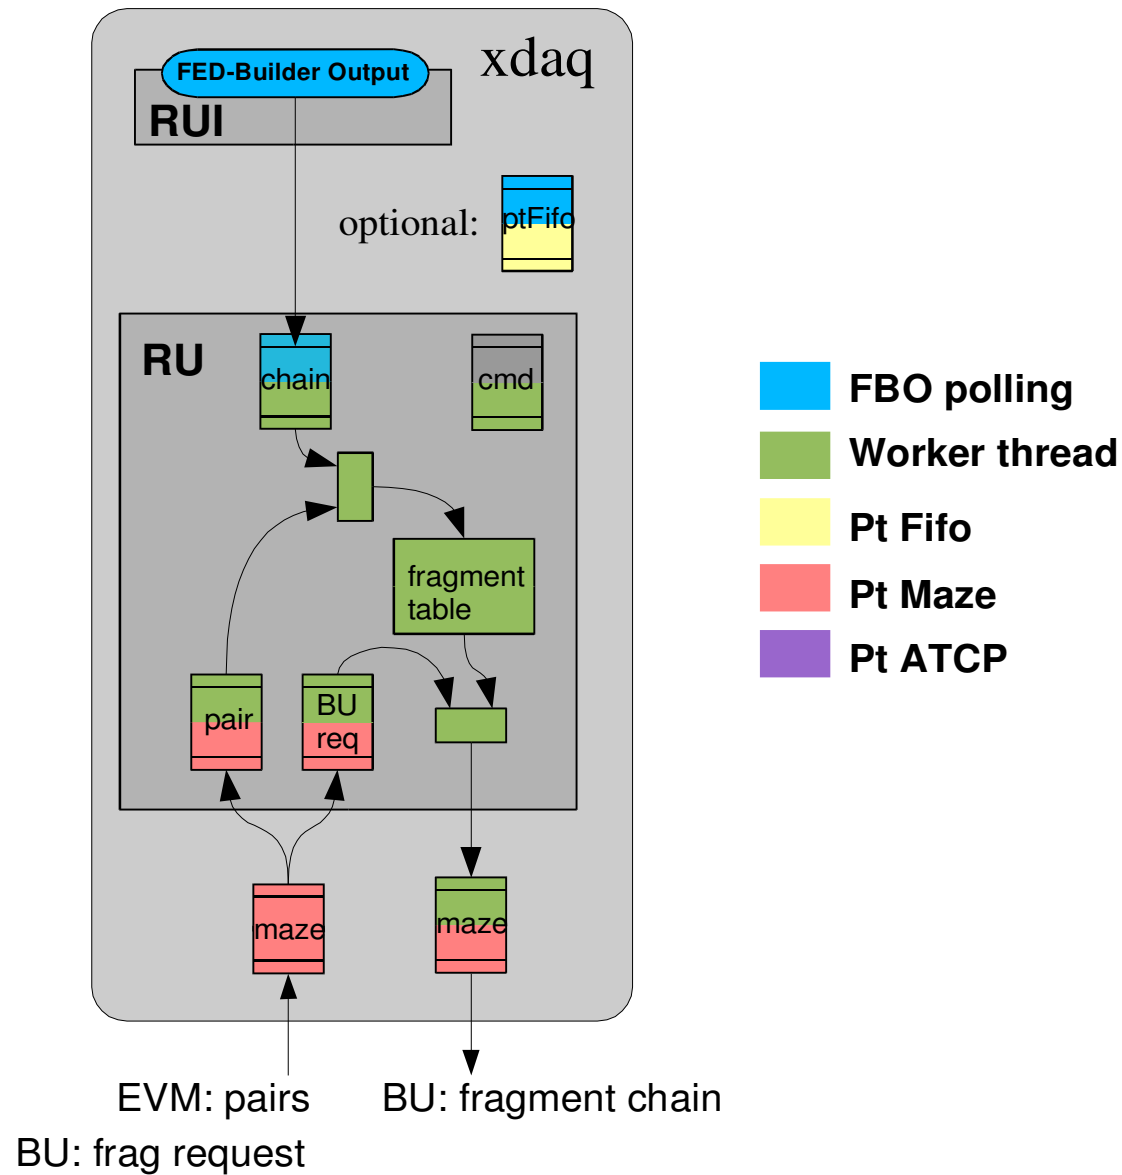 xdaq
FED-Builder Output
RUI
optional:
ptFifo
RU
chain
cmd
fragment
table
pair
BU
req
maze
maze
EVM: pairs
BU: fragment chain
BU: frag request
FBO polling
Worker thread
Pt Fifo
Pt Maze
Pt ATCP